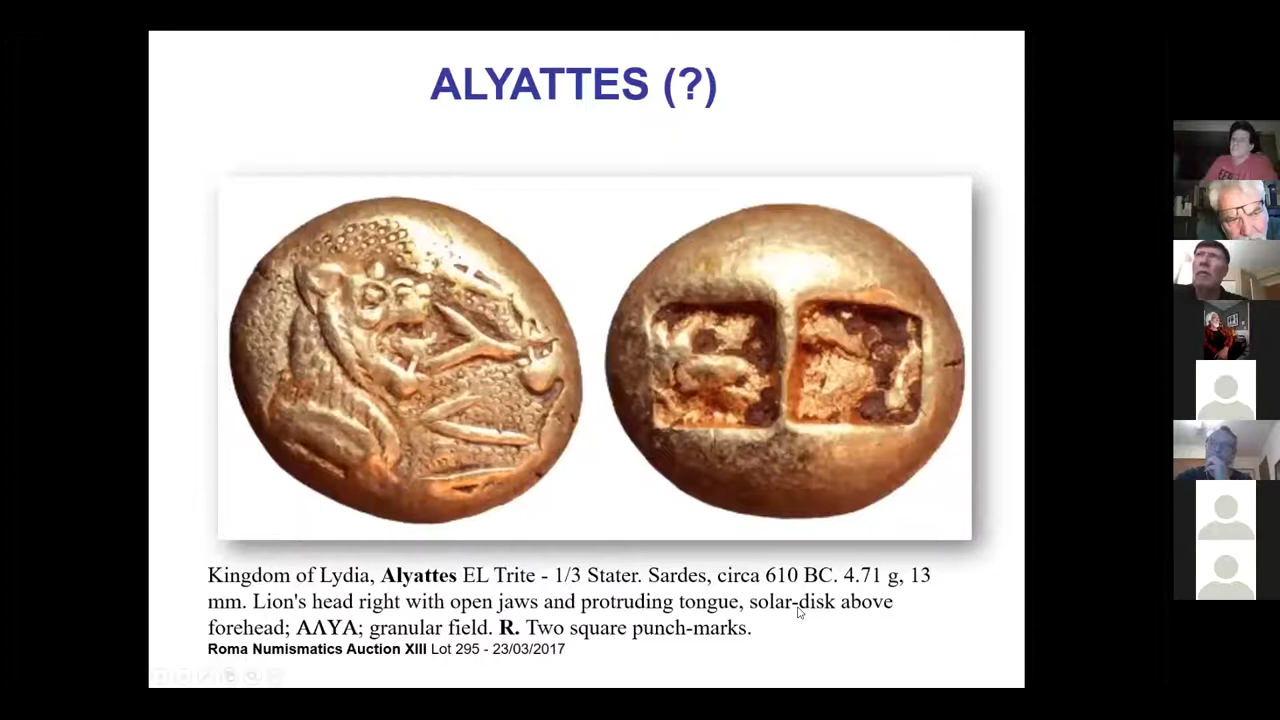 ALYATTES (?)
Kingdom of Lydia, Alyattes EL Trite - 1/3 Stater. Sardes, circa 610 BC. 4.71 g, 13
mm. Lion's head right with open jaws and protruding tongue, solar-disk above
forehead; ΑΛΥΑ; granular field. R. Two square punch-marks.
Roma Numismatics Auction XIII Lot 295 - 23/03/2017